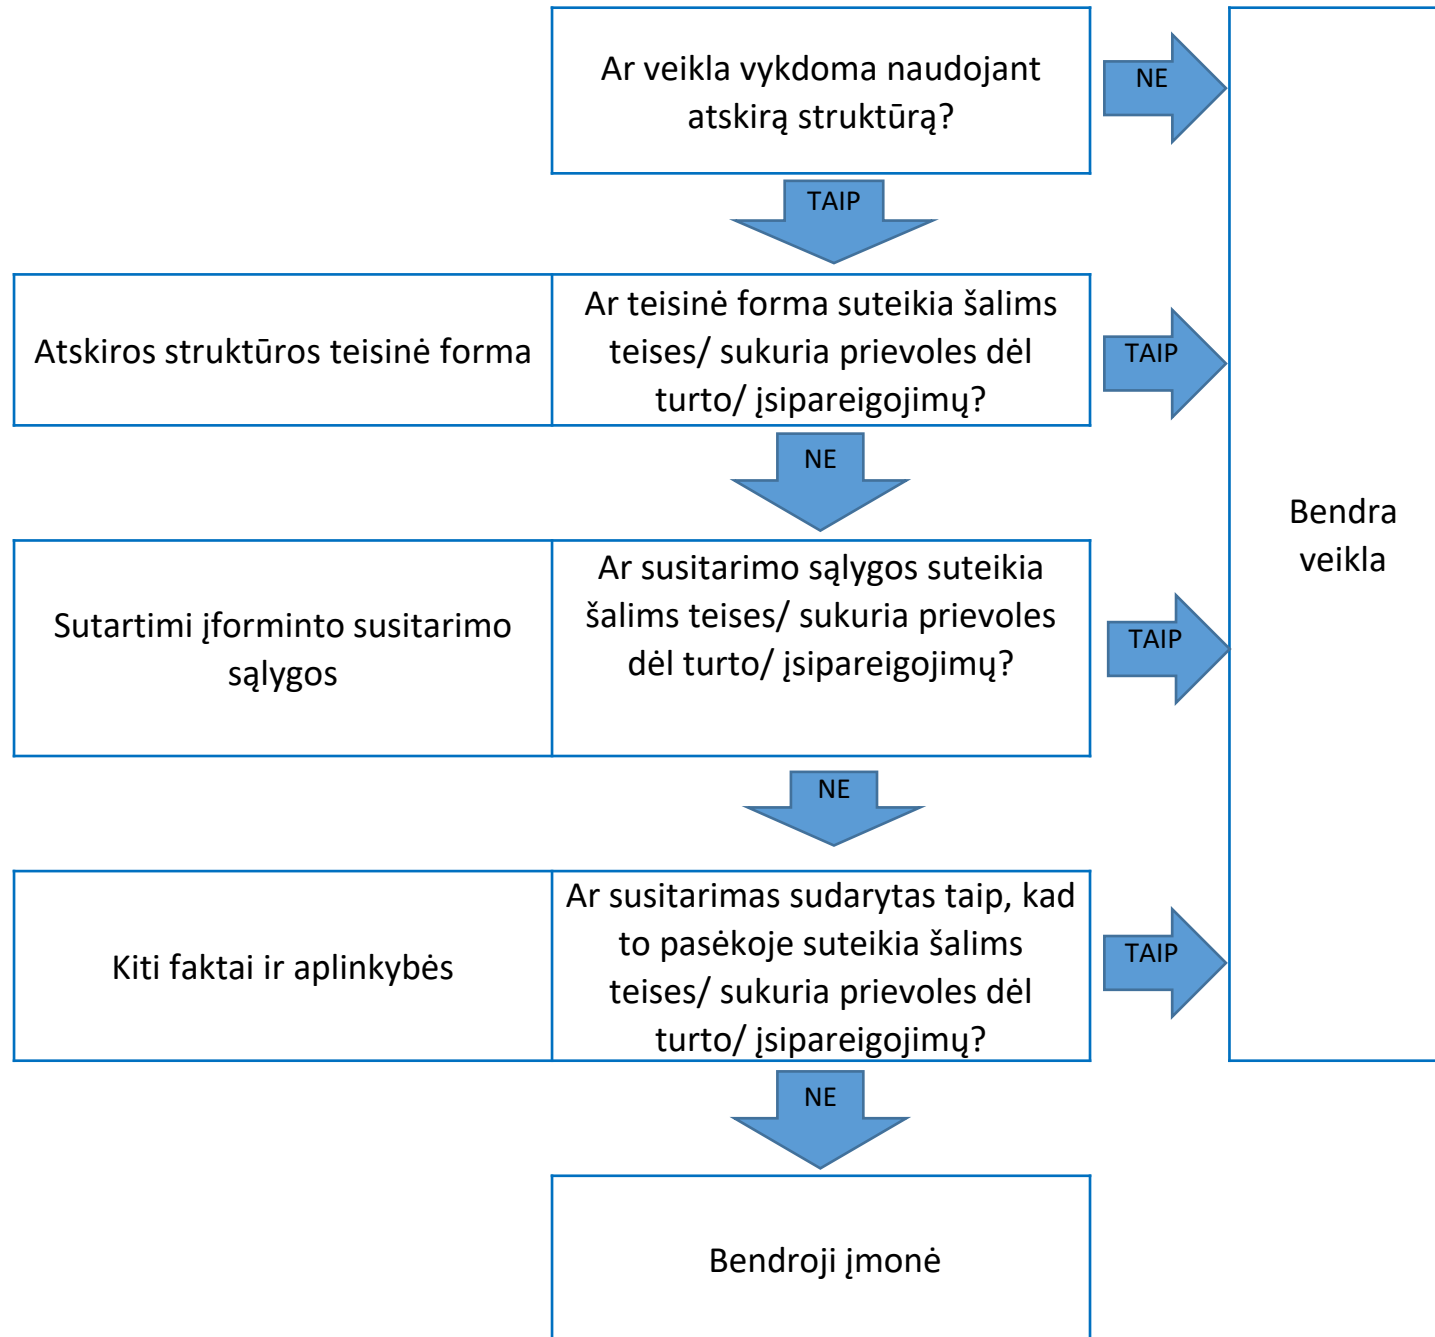 Ar veikla vykdoma naudojant
atskirą struktūrą?
NE
TAIP
Atskiros struktūros teisinė forma
Ar teisinė forma suteikia šalims
teises/ sukuria prievoles dėl
turto/ įsipareigojimų?
TAIP
NE
Sutartimi įforminto susitarimo
sąlygos
Ar susitarimo sąlygos suteikia
šalims teises/ sukuria prievoles
dėl turto/ įsipareigojimų?
TAIP
Bendra
veikla
NE
Kiti faktai ir aplinkybės
Ar susitarimas sudarytas taip, kad
to pasėkoje suteikia šalims
teises/ sukuria prievoles dėl
turto/ įsipareigojimų?
TAIP
NE
Bendroji įmonė